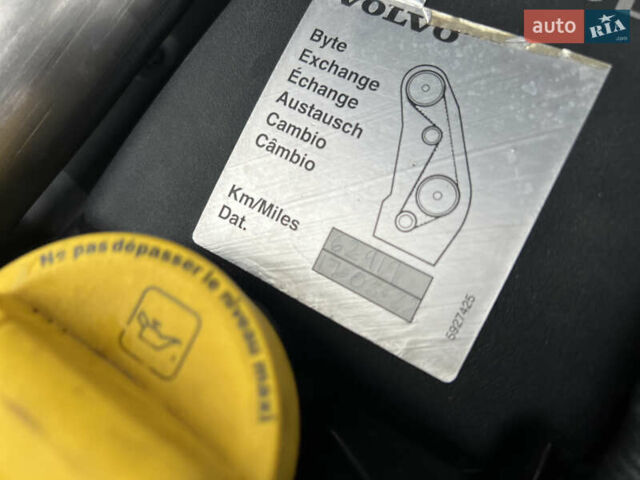 VOLVO
Byte
Exchange
Échange
Austausch
Cambio
Câmbio
Km/Miles
Dat.
5927425
Ne pas dépasser le niveau maxi
auto
RIA
.com